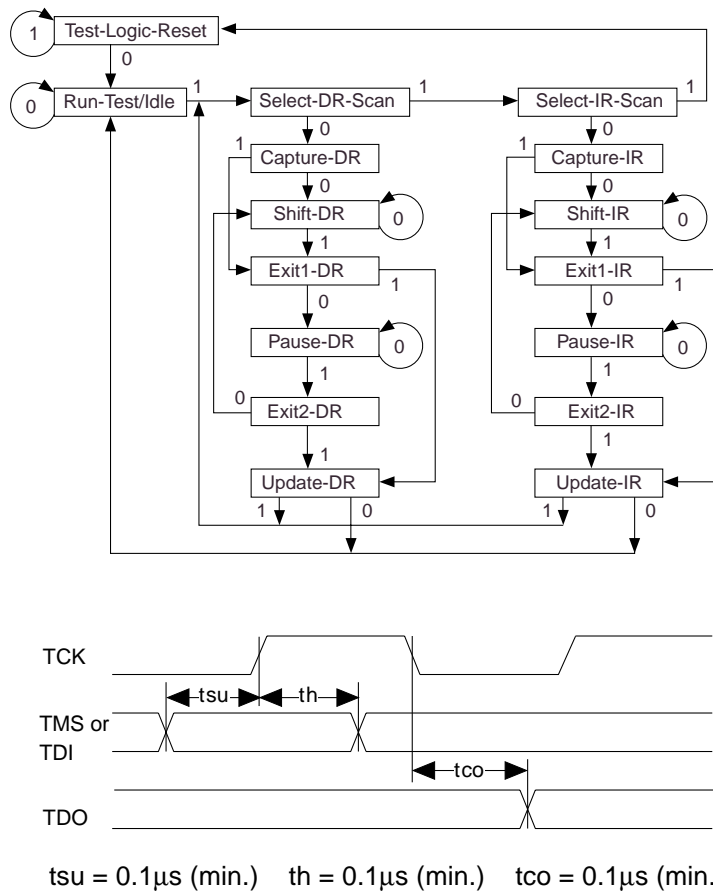 1 Test-Logic-Reset
0
0 Run-Test/Idle 1 Select-DR-Scan 1 Select-IR-Scan 1
0 0
1 Capture-DR 1 Capture-IR
0 0
Shift-DR 0 Shift-IR 0
1 1
Exit1-DR 1 Exit1-IR 1
0 0
Pause-DR 0 Pause-IR 0
1 1
0 Exit2-DR 0 Exit2-IR
1 1
Update-DR Update-IR
1 0 1 0
TCK
tsu th
TMS or
TDI
tco
TDO
tsu = 0.1μs (min.) th = 0.1μs (min.) tco = 0.1μs (min.